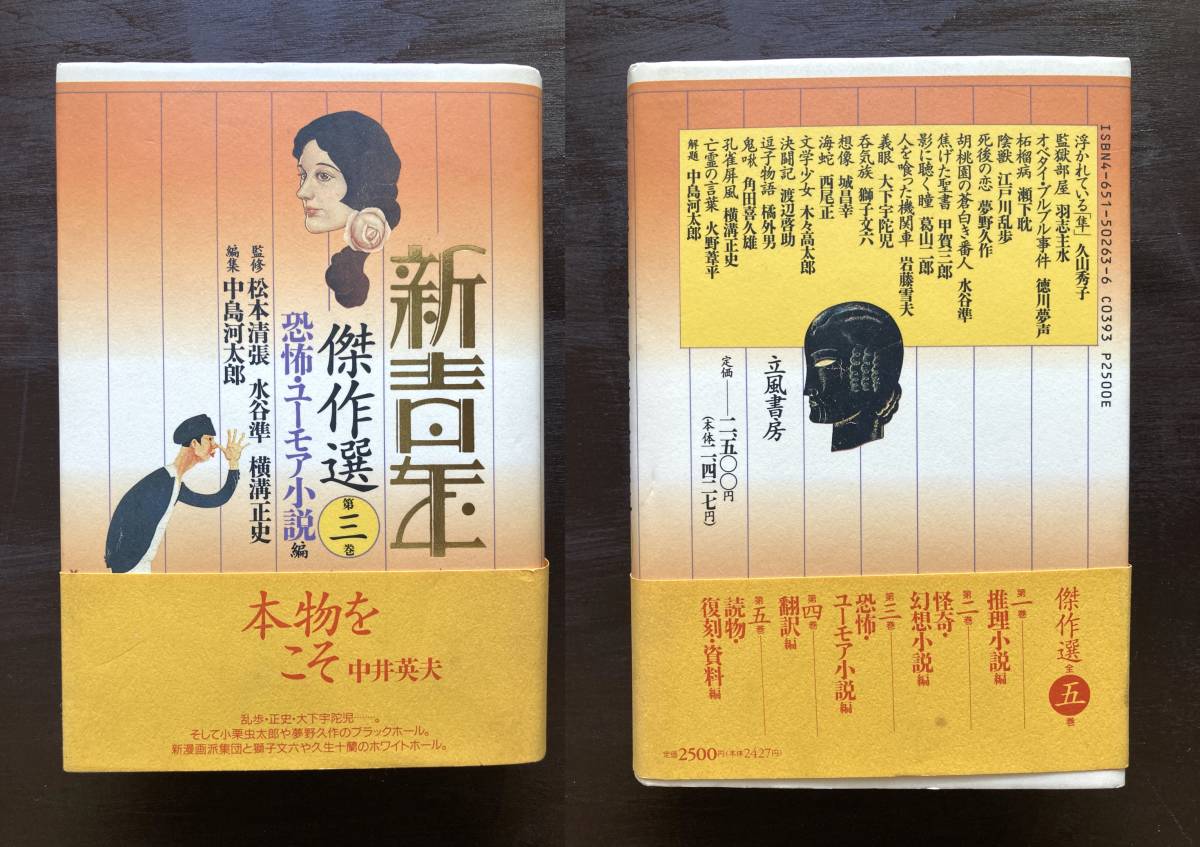 新青年
傑作選
第三巻
恐怖・ユーモア小説編
監修 松本清張 水谷準 横溝正史
編集 中島河太郎
本物を
こそ 中井英夫
乱歩・正史・大下宇陀児……。
そして小栗虫太郎や夢野久作のブラックホール。
新漫画派集団と獅子文六や久生十蘭のホワイトホール。
ISBN4-651-50263-6 C0393 P2500E
浮かれている「隼」 久山秀子
監獄部屋 羽志主水
オベタイ・ブルブル事件 徳川夢声
柘榴病 瀬下耽
陰獣 江戸川乱歩
死後の恋 夢野久作
胡桃園の蒼白き番人 水谷準
焦げた聖書 甲賀三郎
影に聴く瞳 葛山二郎
人を喰った機関車 岩藤雪夫
義眼 大下宇陀児
呑気族 獅子文六
想像 城昌幸
海蛇 西尾正
文学少女 木々高太郎
決闘記 渡辺啓助
逗子物語 橘外男
鬼啾 角田喜久雄
孔雀屏風 横溝正史
亡霊の言葉 火野葦平
解題 中島河太郎
立風書房
定価──二、五〇〇円
(本体二、四二七円)
傑作選 全五巻
第一巻──
推理小説編
第二巻──
怪奇・
幻想小説編
第三巻──
恐怖・
ユーモア小説編
第四巻──
翻訳編
第五巻──
読物・
復刻・資料編
定価2500円(本体2427円)